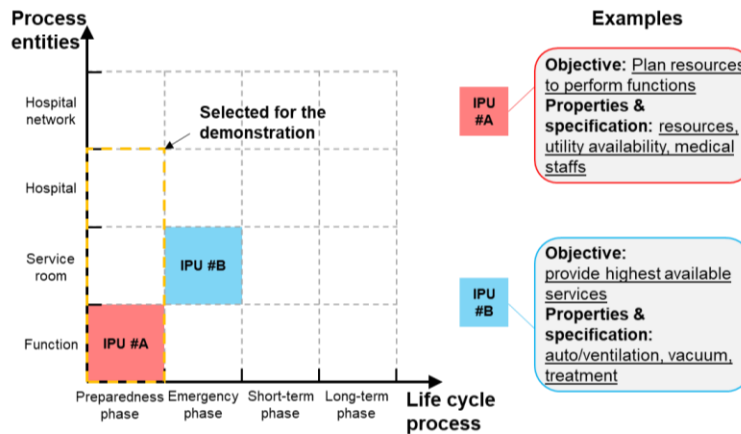 Process
entities
Hospital
network
Hospital
Service
room
Function
Selected for the
demonstration
IPU #B
IPU #A
Preparedness
phase
Emergency
phase
Short-term
phase
Long-term
phase
Life cycle
process
Examples
IPU
#A
Objective: Plan resources
to perform functions
Properties &
specification: resources,
utility availability, medical
staffs
IPU
#B
Objective:
provide highest available
services
Properties &
specification:
auto/ventilation, vacuum,
treatment